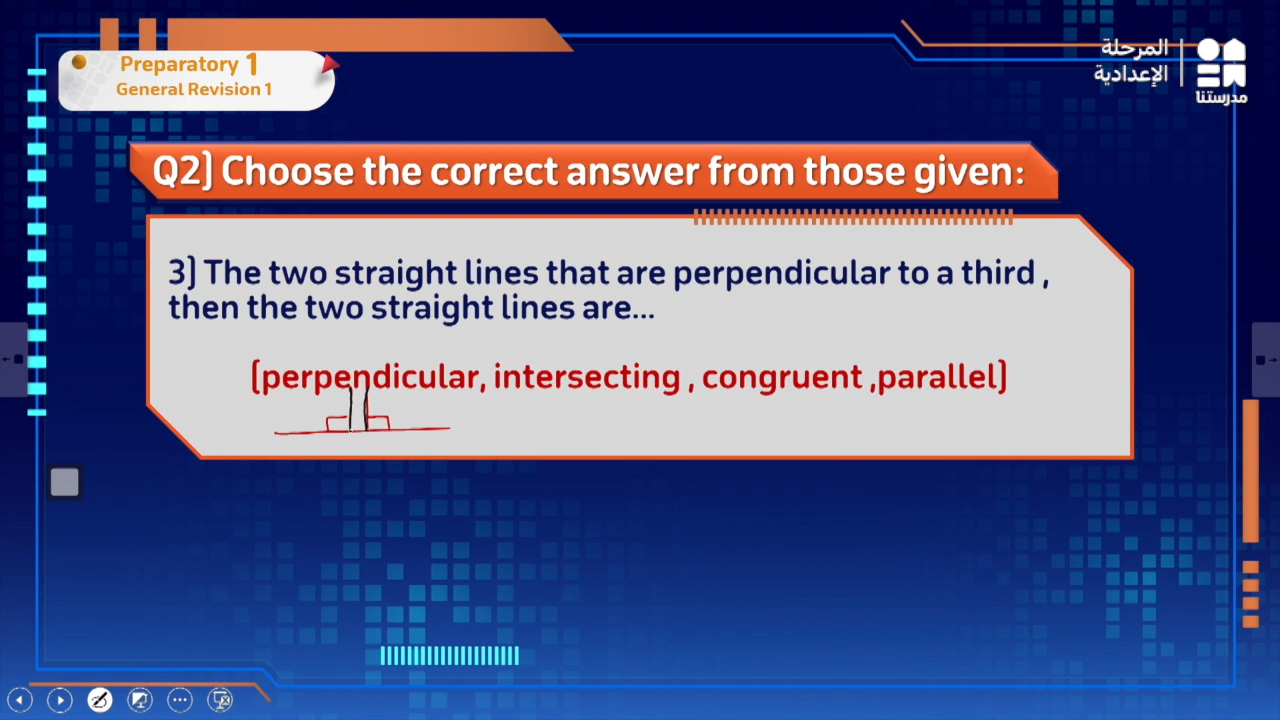 Preparatory 1
General Revision 1
المرحلة
الإعدادية
مدرستنا
Q2) Choose the correct answer from those given:
3) The two straight lines that are perpendicular to a third ,
then the two straight lines are...
(perpendicular, intersecting , congruent ,parallel)